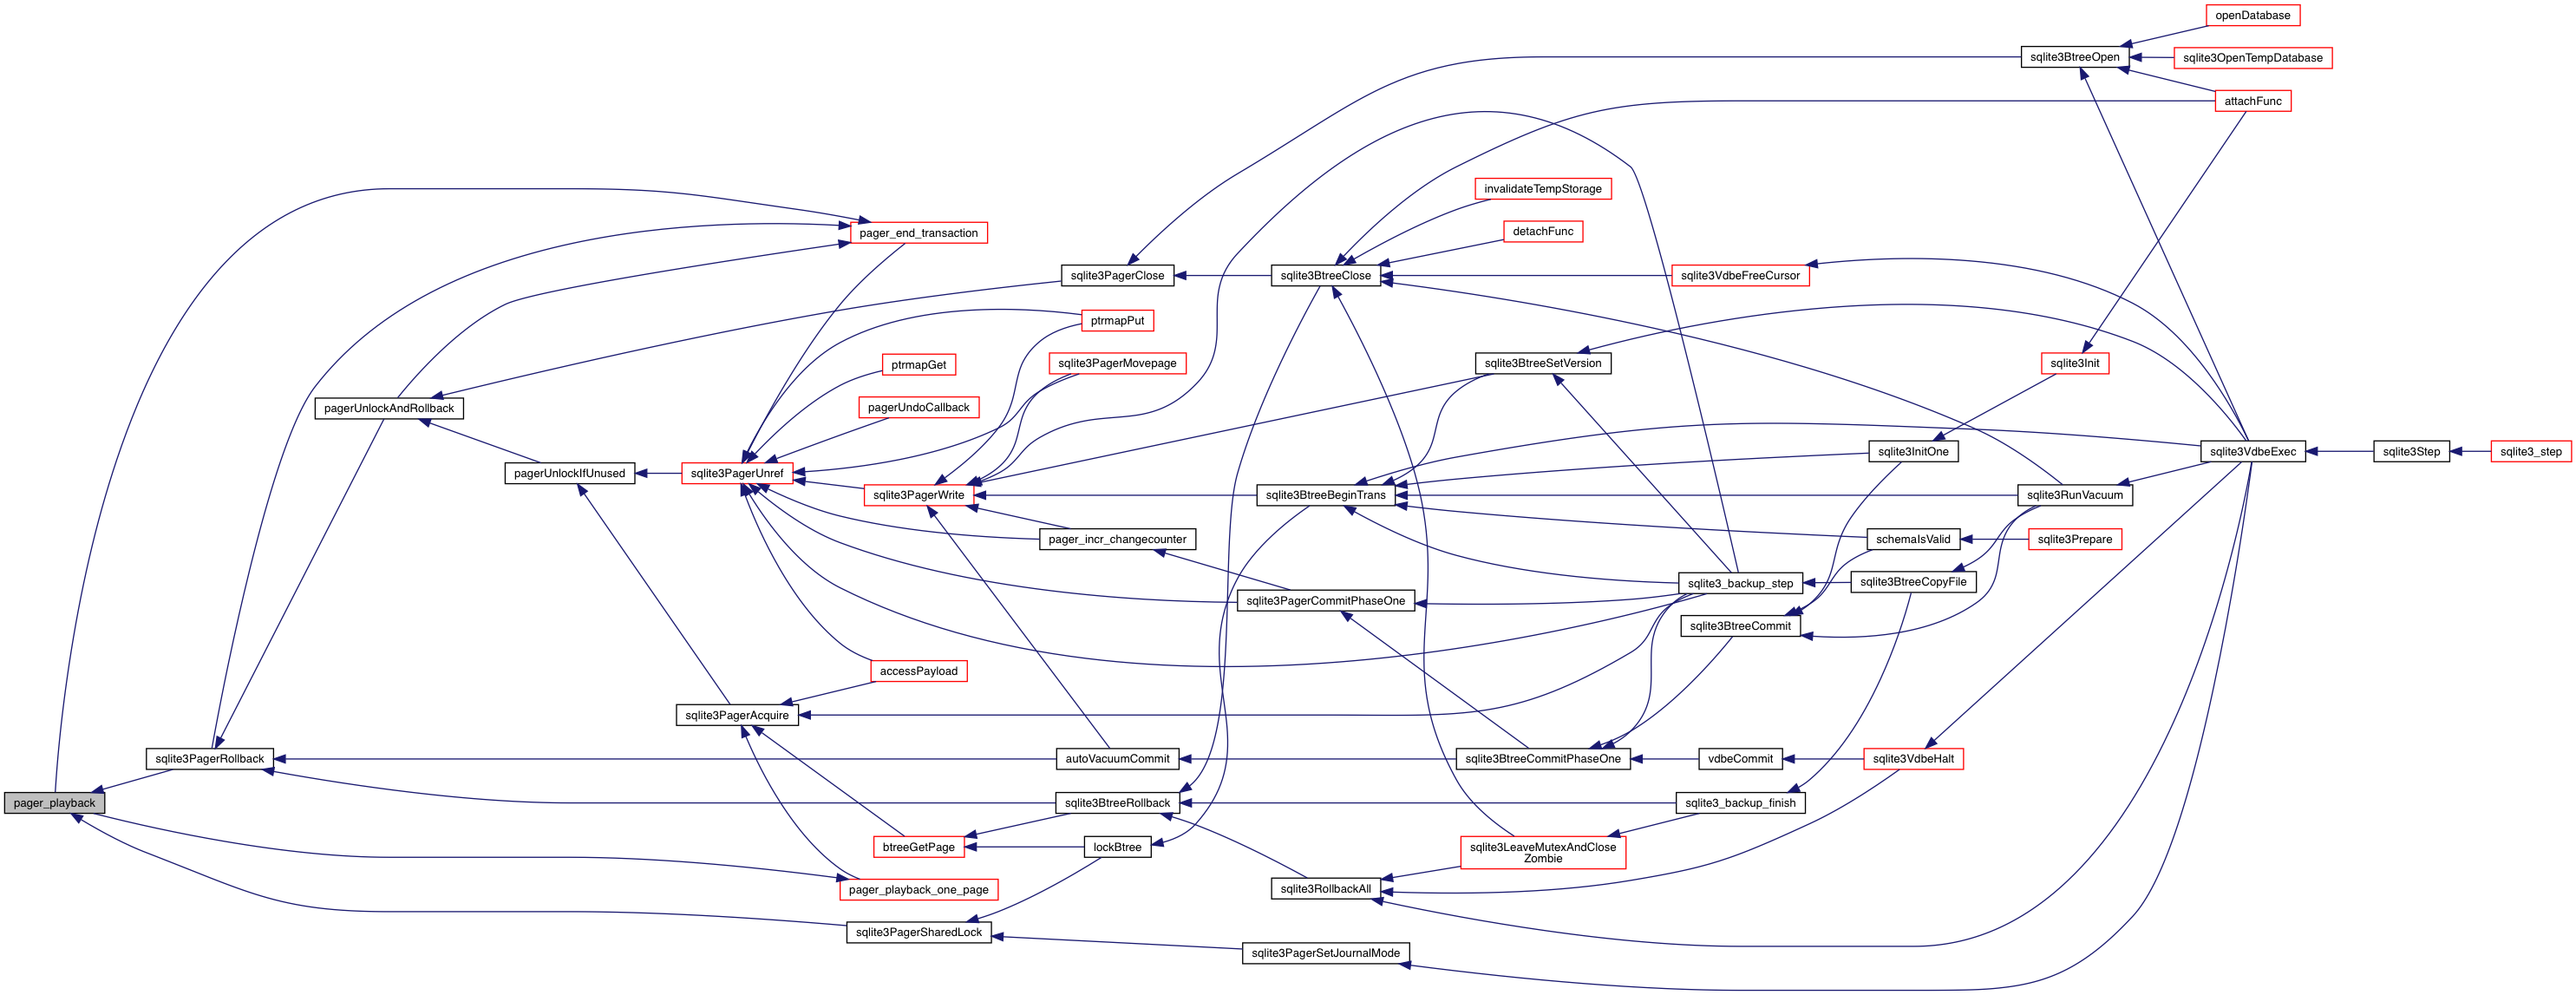 openDatabase
sqlite3BtreeOpen
sqlite3OpenTempDatabase
attachFunc
invalidateTempStorage
pager_end_transaction
detachFunc
sqlite3PagerClose
sqlite3BtreeClose
sqlite3VdbeFreeCursor
ptrmapPut
ptrmapGet
sqlite3PagerMovepage
sqlite3BtreeSetVersion
sqlite3Init
pagerUnlockAndRollback
pagerUndoCallback
sqlite3InitOne
sqlite3VdbeExec
sqlite3Step
sqlite3_step
pagerUnlockIfUnused
sqlite3PagerUnref
sqlite3PagerWrite
sqlite3BtreeBeginTrans
sqlite3RunVacuum
pager_incr_changecounter
schemaIsValid
sqlite3Prepare
sqlite3_backup_step
sqlite3BtreeCopyFile
sqlite3PagerCommitPhaseOne
sqlite3BtreeCommit
accessPayload
sqlite3PagerAcquire
sqlite3PagerRollback
autoVacuumCommit
sqlite3BtreeCommitPhaseOne
vdbeCommit
sqlite3VdbeHalt
pager_playback
sqlite3BtreeRollback
sqlite3_backup_finish
btreeGetPage
lockBtree
sqlite3LeaveMutexAndClose
Zombie
pager_playback_one_page
sqlite3RollbackAll
sqlite3PagerSharedLock
sqlite3PagerSetJournalMode